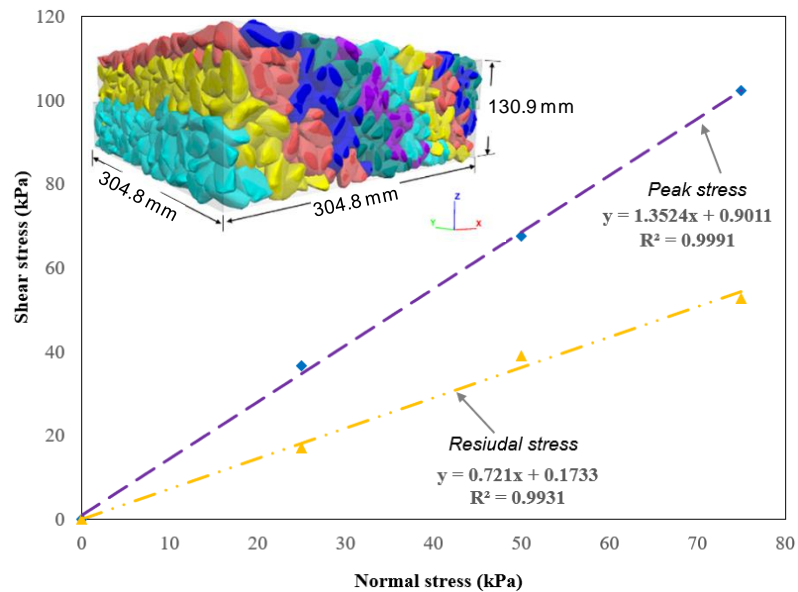 120
100
80
60
40
20
0
0
10
20
30
40
50
60
70
80
Shear stress (kPa)
Normal stress (kPa)
130.9 mm
304.8 mm
304.8 mm
Z
Y
X
Peak stress
y = 1.3524x + 0.9011
R² = 0.9991
Resiudal stress
y = 0.721x + 0.1733
R² = 0.9931